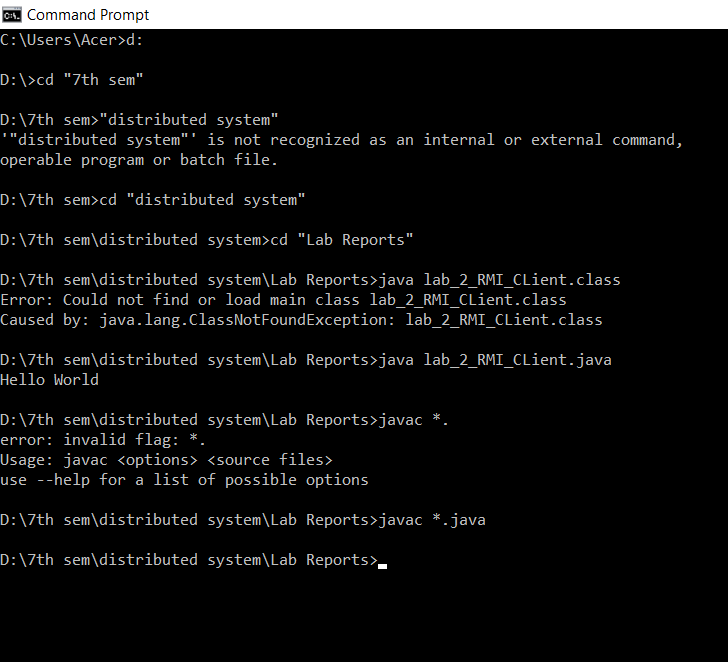 Command Prompt
C:\Users\Acer>d:
D:\>cd "7th sem"
D:\7th sem>"distributed system"
'"distributed system"' is not recognized as an internal or external command,
operable program or batch file.
D:\7th sem>cd "distributed system"
D:\7th sem\distributed system>cd "Lab Reports"
D:\7th sem\distributed system\Lab Reports>java lab_2_RMI_CLient.class
Error: Could not find or load main class lab_2_RMI_CLient.class
Caused by: java.lang.ClassNotFoundException: lab_2_RMI_CLient.class
D:\7th sem\distributed system\Lab Reports>java lab_2_RMI_CLient.java
Hello World
D:\7th sem\distributed system\Lab Reports>javac *.
error: invalid flag: *.
Usage: javac <options> <source files>
use --help for a list of possible options
D:\7th sem\distributed system\Lab Reports>javac *.java
D:\7th sem\distributed system\Lab Reports>